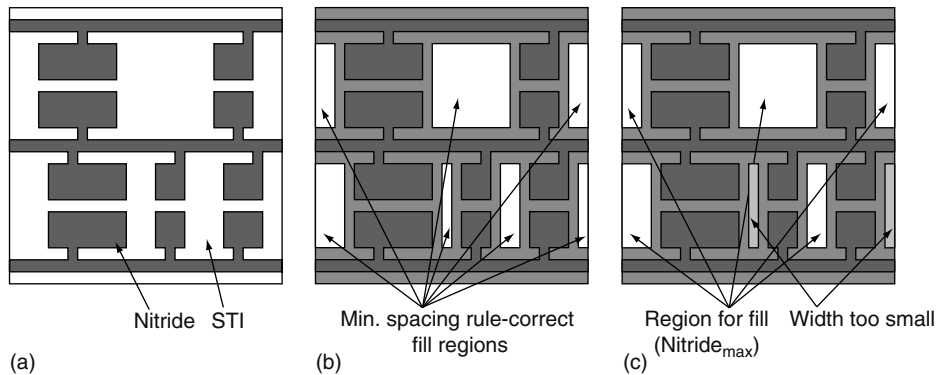 Nitride STI
Min. spacing rule-correct
fill regions
Region for fill
(Nitride_max)
Width too small
(a)
(b)
(c)